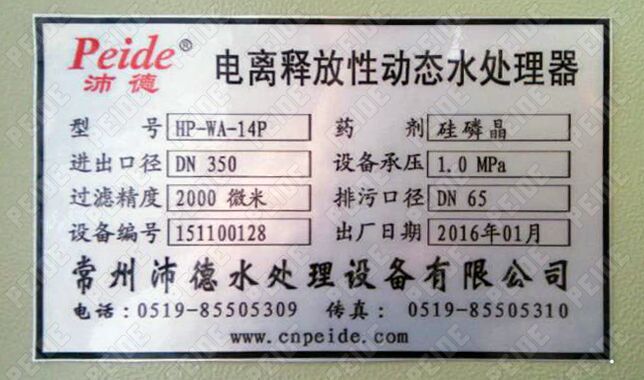 Peide®
沛德
电离释放性动态水处理器
型号 HP-WA-14P 药剂 硅磷晶
进出口径 DN 350 设备承压 1.0 MPa
过滤精度 2000 微米 排污口径 DN 65
设备编号 151100128 出厂日期 2016年01月
常州沛德水处理设备有限公司
电话:0519-85505309 传真:0519-85505310
www.cnpeide.com